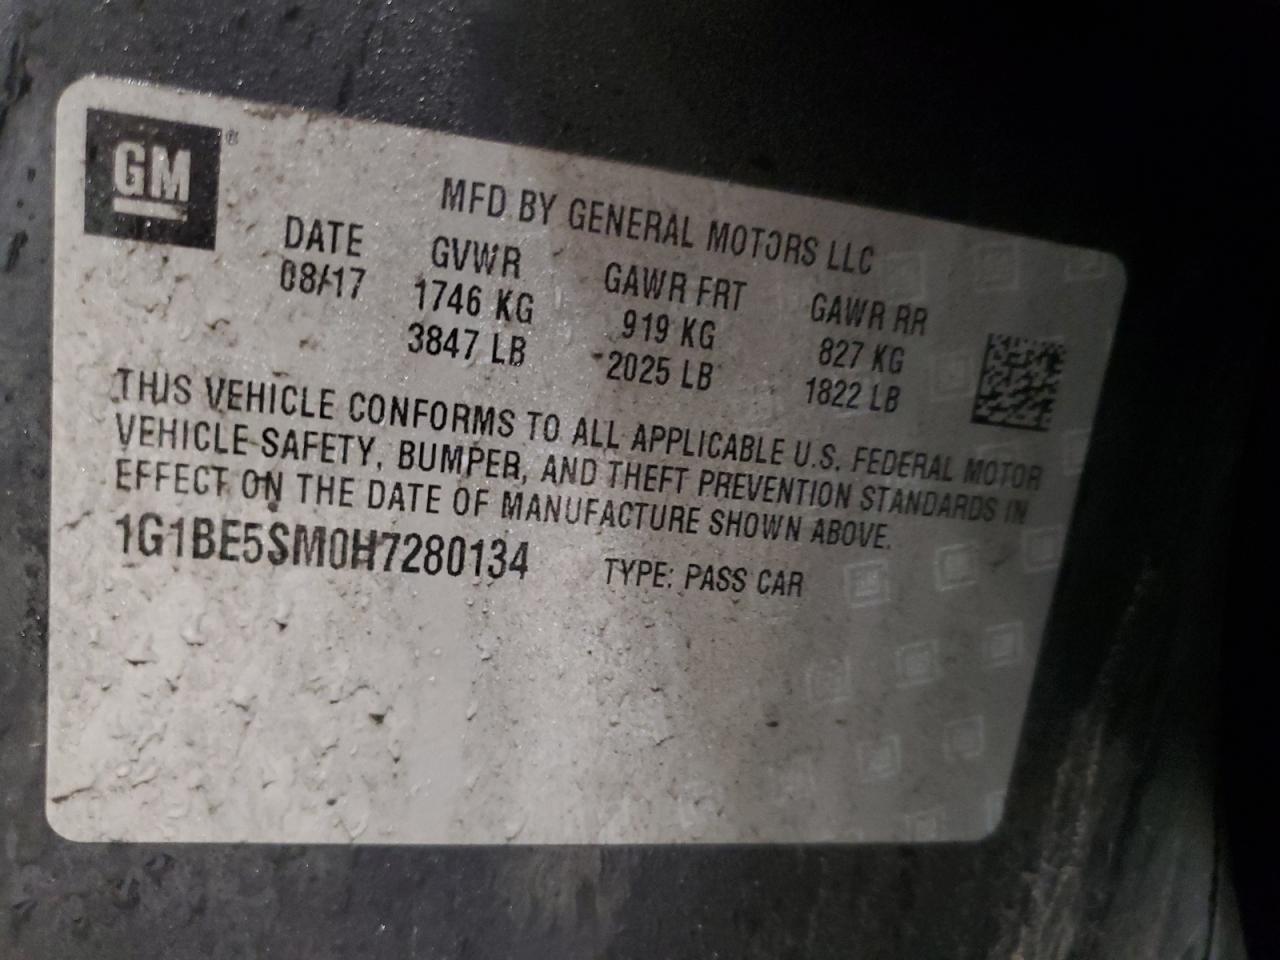 GM®
MFD BY GENERAL MOTORS LLC
DATE GVWR GAWR FRT GAWR RR
08/17 1746 KG 919 KG 827 KG
3847 LB 2025 LB 1822 LB
THIS VEHICLE CONFORMS TO ALL APPLICABLE U.S. FEDERAL MOTOR
VEHICLE SAFETY, BUMPER, AND THEFT PREVENTION STANDARDS IN
EFFECT ON THE DATE OF MANUFACTURE SHOWN ABOVE.
1G1BE5SM0H7280134 TYPE: PASS CAR